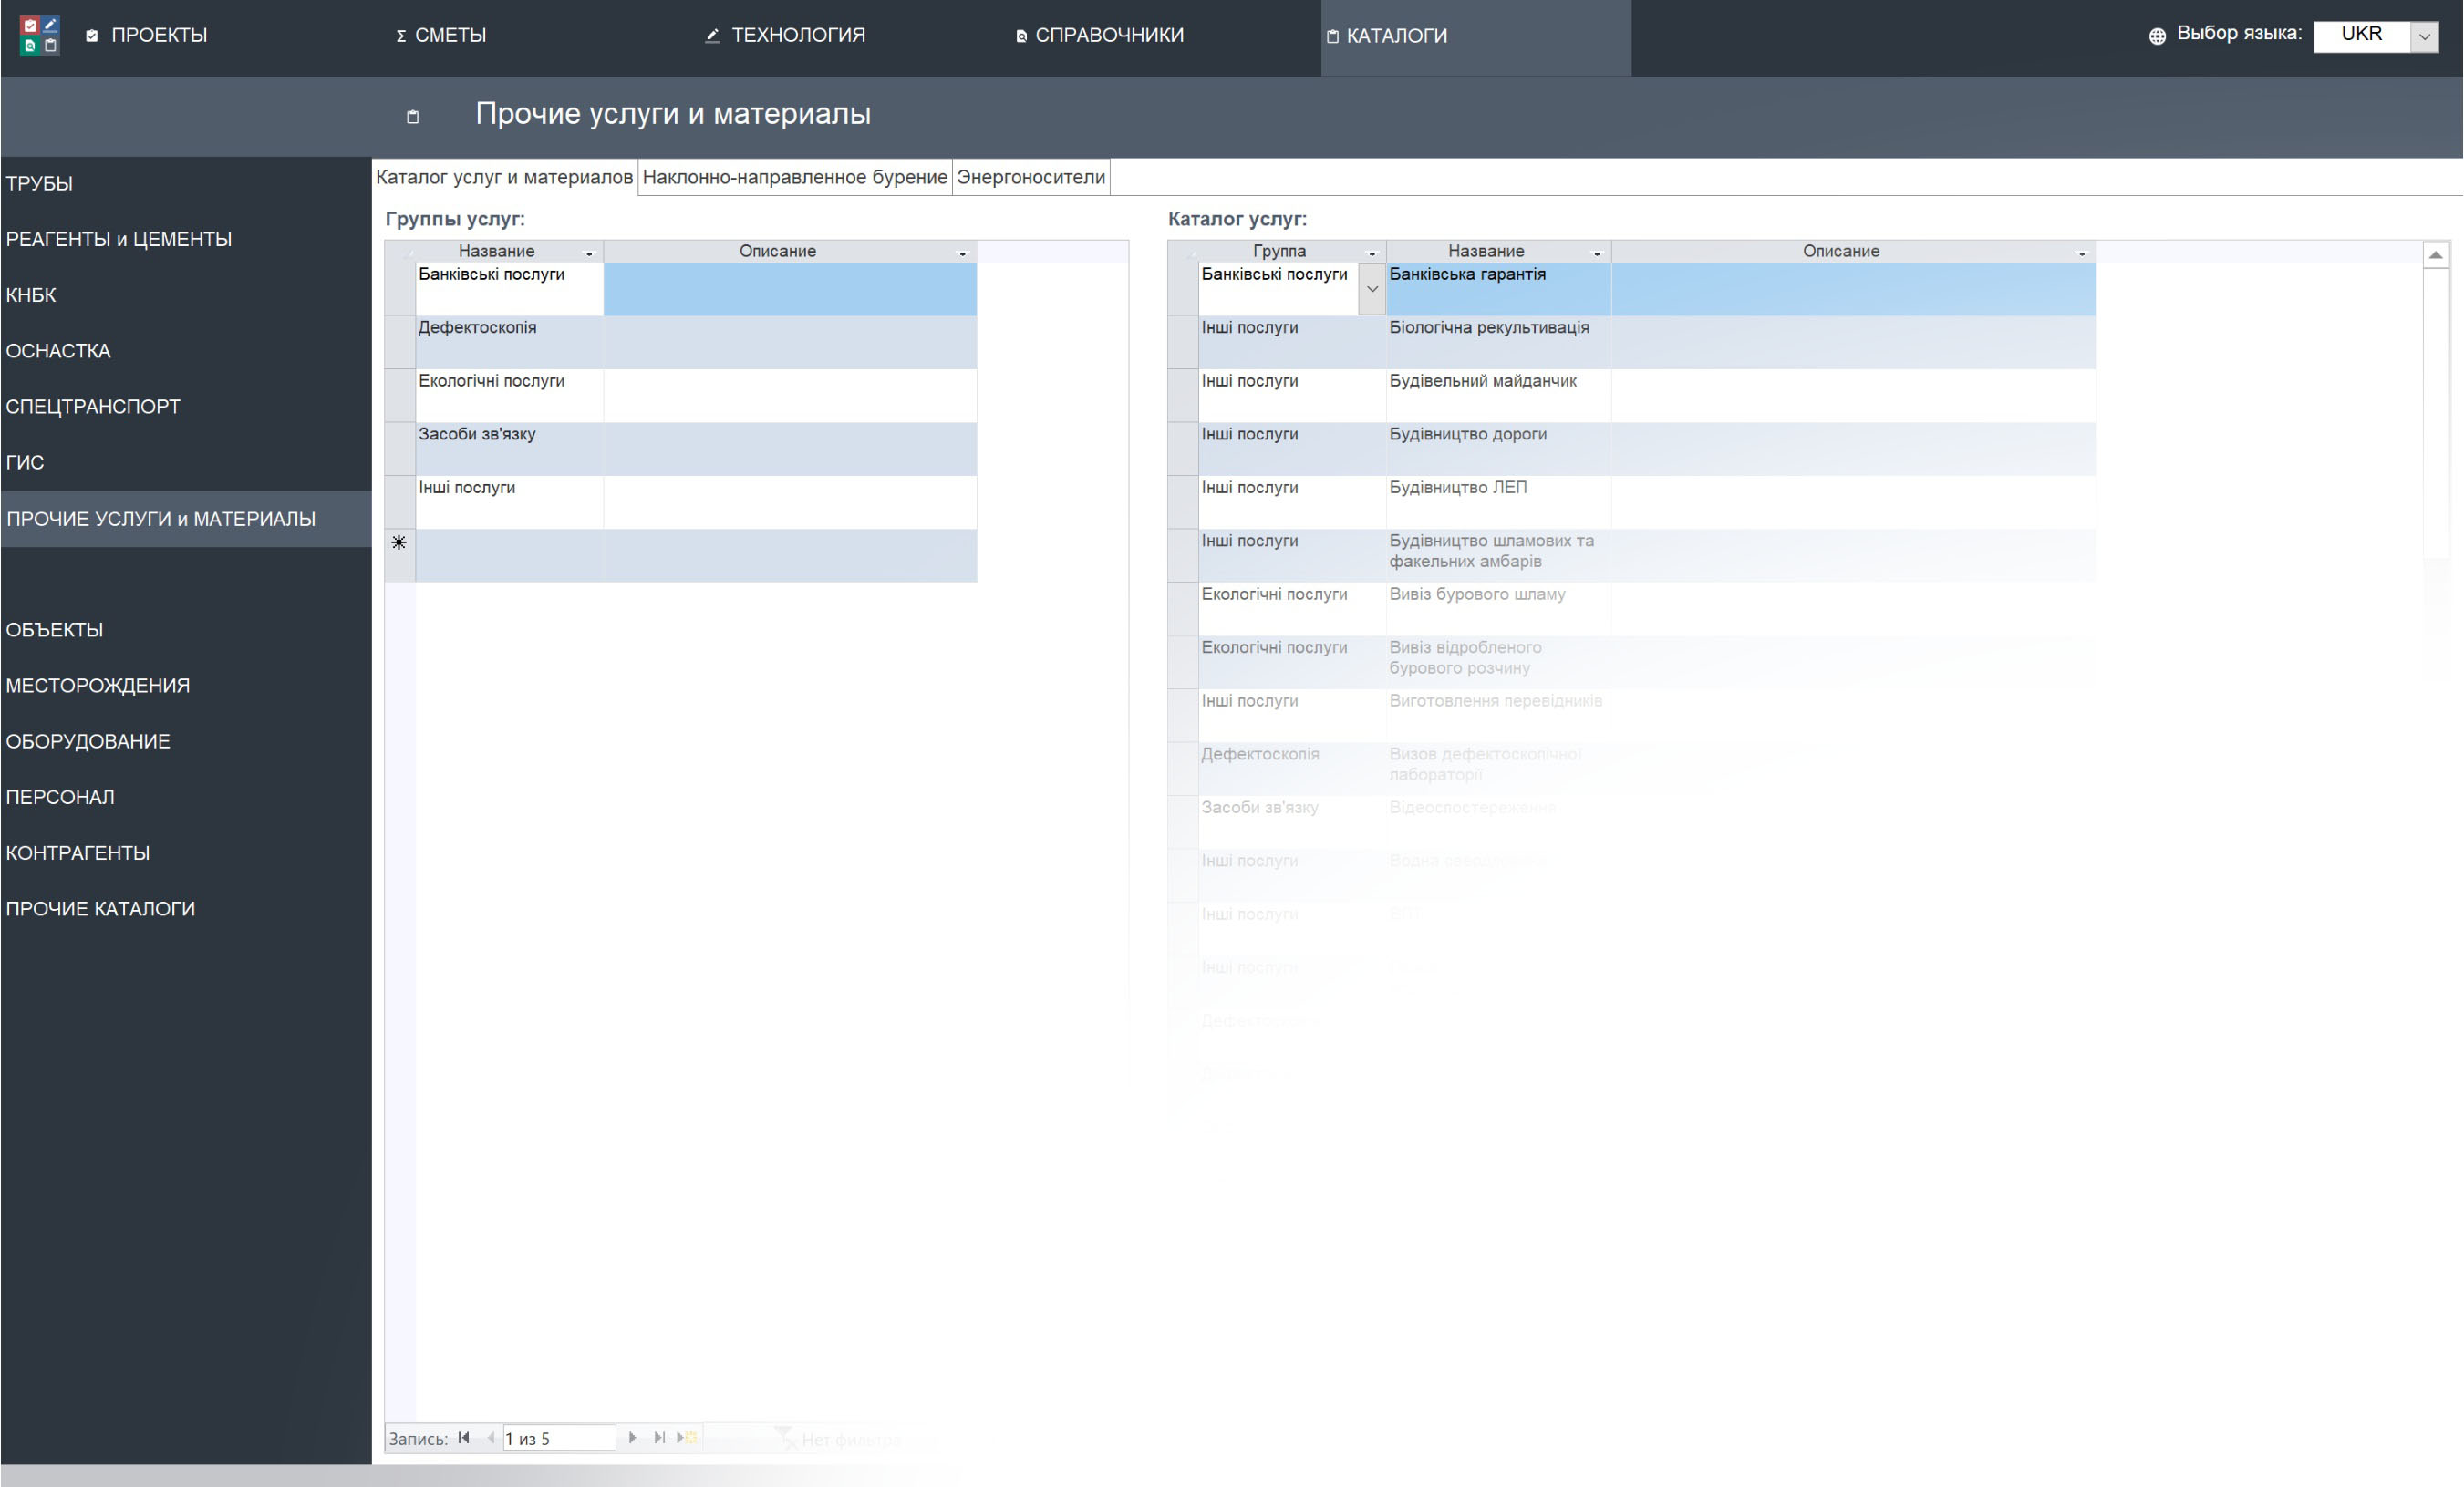 ПРОЕКТЫ
Σ СМЕТЫ
ТЕХНОЛОГИЯ
СПРАВОЧНИКИ
КАТАЛОГИ
Выбор языка: UKR
Прочие услуги и материалы
ТРУБЫ
РЕАГЕНТЫ и ЦЕМЕНТЫ
КНБК
ОСНАСТКА
СПЕЦТРАНСПОРТ
ГИС
ПРОЧИЕ УСЛУГИ и МАТЕРИАЛЫ
ОБЪЕКТЫ
МЕСТОРОЖДЕНИЯ
ОБОРУДОВАНИЕ
ПЕРСОНАЛ
КОНТРАГЕНТЫ
ПРОЧИЕ КАТАЛОГИ
Каталог услуг и материалов Наклонно-направленное бурение Энергоносители
Группы услуг:
Название Описание
Банківські послуги
Дефектоскопія
Екологічні послуги
Засоби зв'язку
Інші послуги
Запись: 1 из 5 Нет фильтра
Каталог услуг:
Группа Название Описание
Банківські послуги Банківська гарантія
Інші послуги Біологічна рекультивація
Інші послуги Будівельний майданчик
Інші послуги Будівництво дороги
Інші послуги Будівництво ЛЕП
Інші послуги Будівництво шламових та
факельних амбарів
Екологічні послуги Вивіз бурового шламу
Екологічні послуги Вивіз відробленого
бурового розчину
Інші послуги Виготовлення перевідників
Дефектоскопія Визов дефектоскопічної
лабораторії
Засоби зв'язку Відеоспостереження
Інші послуги
Інші послуги
Інші послуги